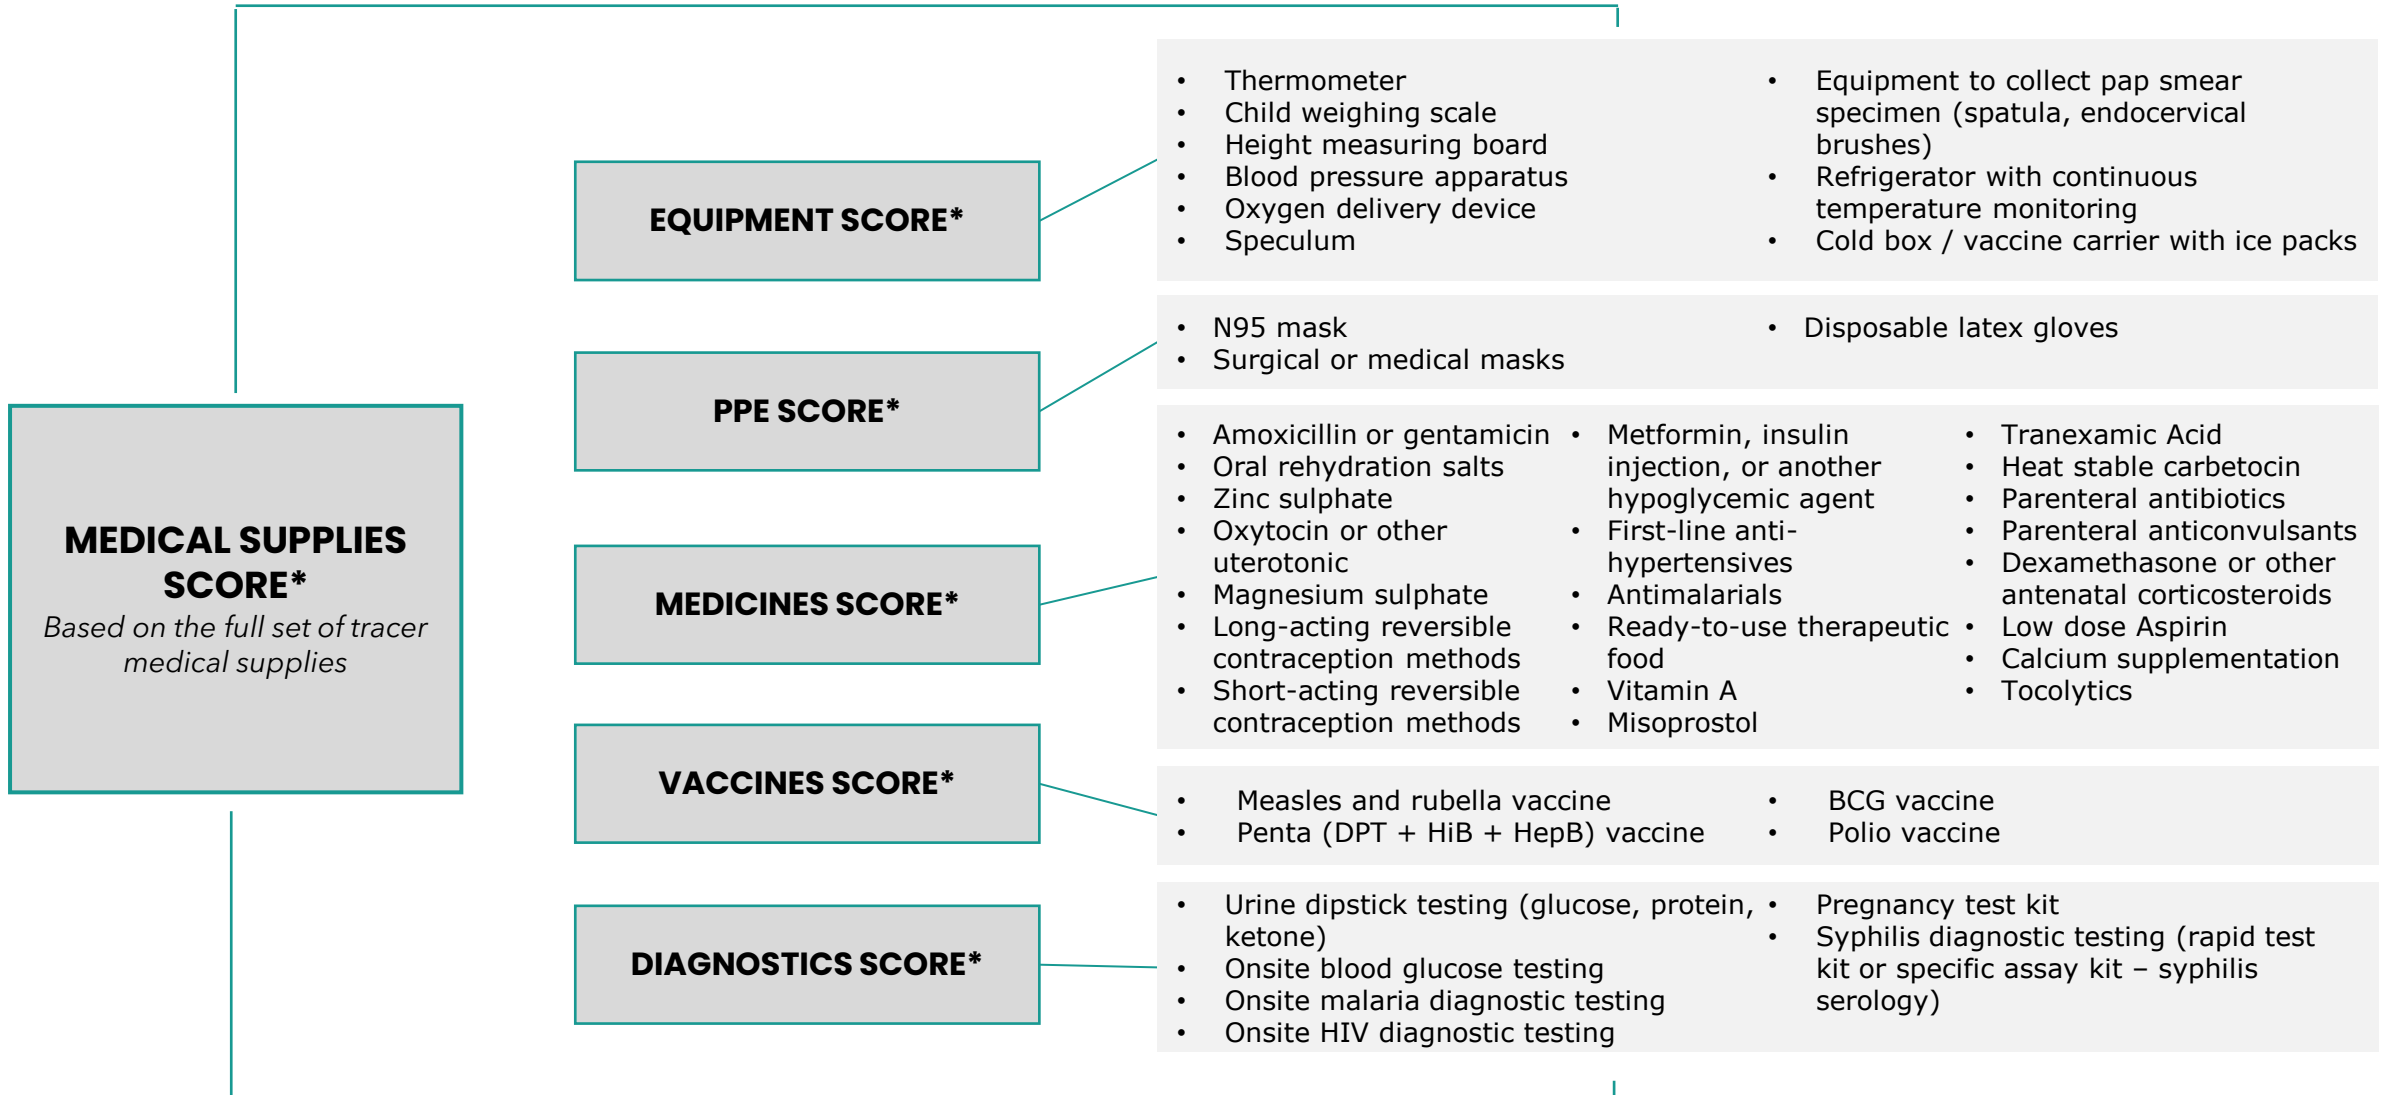 MEDICAL SUPPLIES
SCORE*
Based on the full set of tracer
medical supplies
EQUIPMENT SCORE*
• Thermometer
• Child weighing scale
• Height measuring board
• Blood pressure apparatus
• Oxygen delivery device
• Speculum
• Equipment to collect pap smear
specimen (spatula, endocervical
brushes)
• Refrigerator with continuous
temperature monitoring
• Cold box / vaccine carrier with ice packs
PPE SCORE*
• N95 mask
• Surgical or medical masks
• Disposable latex gloves
MEDICINES SCORE*
• Amoxicillin or gentamicin
• Oral rehydration salts
• Zinc sulphate
• Oxytocin or other
uterotonic
• Magnesium sulphate
• Long-acting reversible
contraception methods
• Short-acting reversible
contraception methods
• Metformin, insulin
injection, or another
hypoglycemic agent
• First-line anti-
hypertensives
• Antimalarials
• Ready-to-use therapeutic
food
• Vitamin A
• Misoprostol
• Tranexamic Acid
• Heat stable carbetocin
• Parenteral antibiotics
• Parenteral anticonvulsants
• Dexamethasone or other
antenatal corticosteroids
• Low dose Aspirin
• Calcium supplementation
• Tocolytics
VACCINES SCORE*
• Measles and rubella vaccine
• Penta (DPT + HiB + HepB) vaccine
• BCG vaccine
• Polio vaccine
DIAGNOSTICS SCORE*
• Urine dipstick testing (glucose, protein,
ketone)
• Onsite blood glucose testing
• Onsite malaria diagnostic testing
• Onsite HIV diagnostic testing
• Pregnancy test kit
• Syphilis diagnostic testing (rapid test
kit or specific assay kit – syphilis
serology)